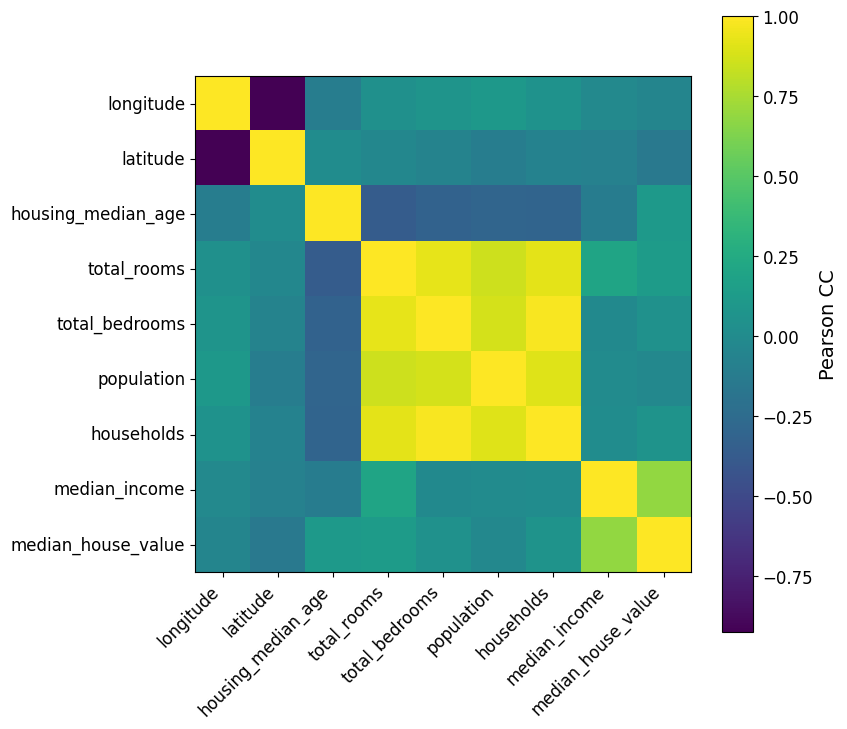 longitude
latitude
housing_median_age
total_rooms
total_bedrooms
population
households
median_income
median_house_value
longitude
latitude
housing_median_age
total_rooms
total_bedrooms
population
households
median_income
median_house_value
1.00
0.75
0.50
0.25
0.00
−0.25
−0.50
−0.75
Pearson CC